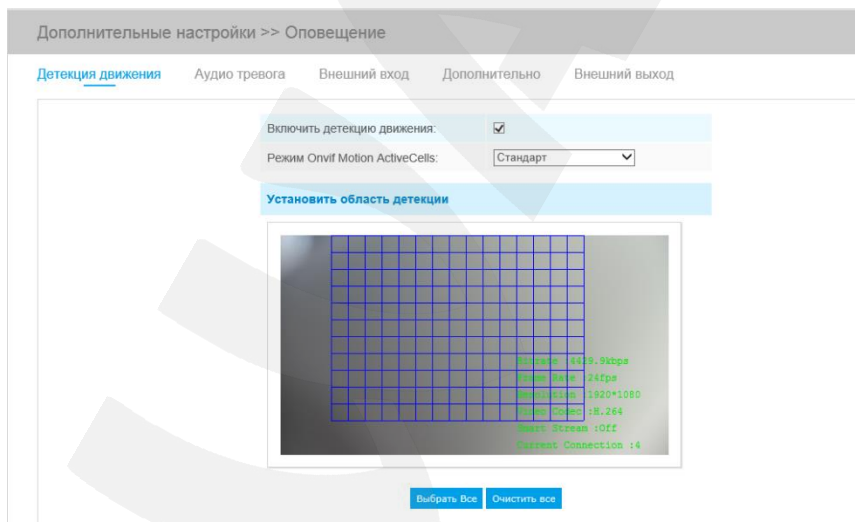 Дополнительные настройки >> Оповещение
Детекция движения Аудио тревога Внешний вход Дополнительно Внешний выход
Включить детекцию движения:
Режим Onvif Motion ActiveCells: Стандарт
Установить область детекции
Bitrate :4429.9kbps
Frame Rate :24fps
Resolution :1920*1080
Video Codec :H.264
Smart Stream :Off
Current Connection :4
Выбрать Все Очистить все